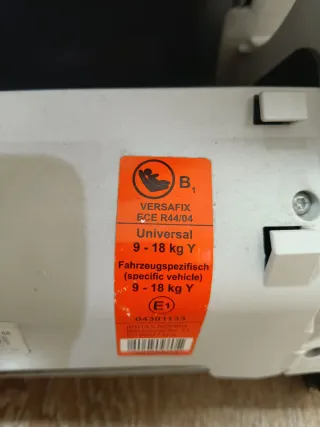 B1
VERSAFIX
ECE R44/04
Universal
9 - 18 kg Y
Fahrzeugspezifisch
(specific vehicle)
9 - 18 kg Y
E1
04301133